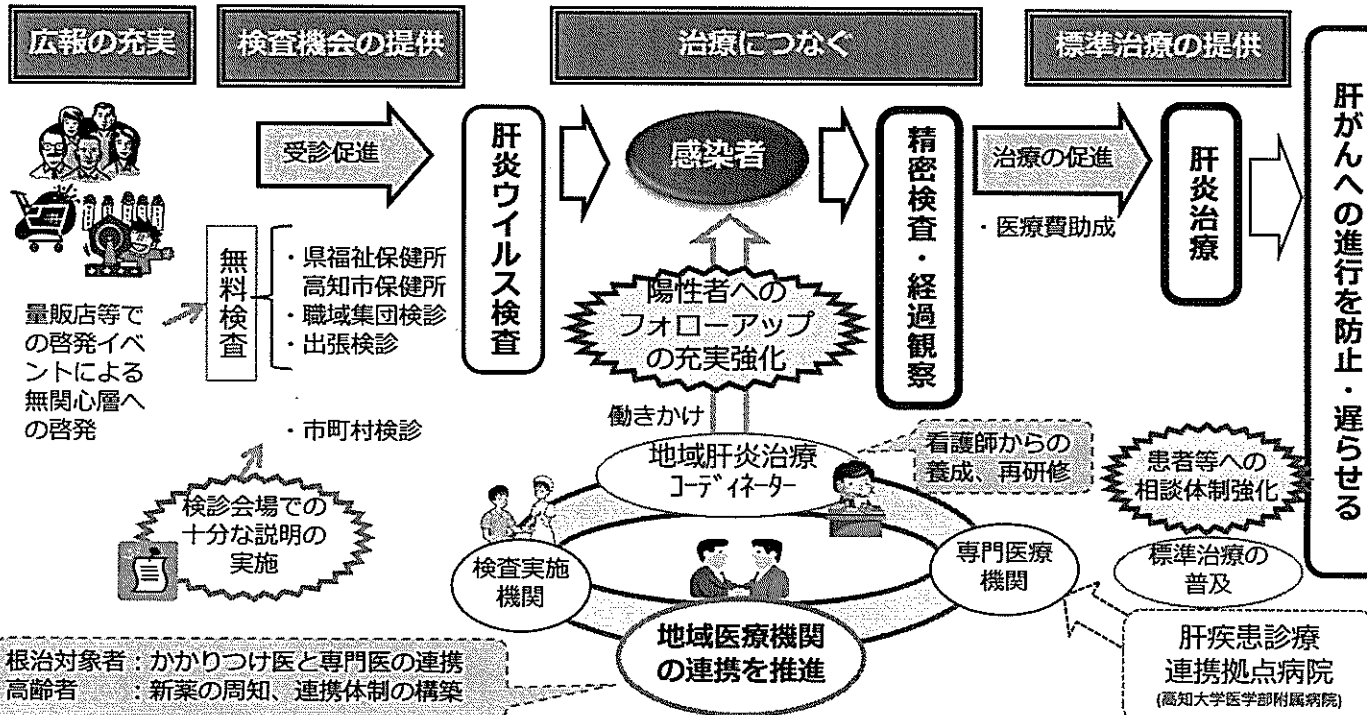 広報の充実
検査機会の提供
治療につなぐ
標準治療の提供
受診促進
肝炎ウイルス検査
感染者
精密検査・経過観察
治療の促進
・医療費助成
肝炎治療
肝がんへの進行を防止・遅らせる
量販店等で
の啓発イベ
ントによる
無関心層へ
の啓発
無料検査
・県福祉保健所
高知市保健所
・職域集団検診
・出張検診
・市町村検診
検診会場での
十分な説明の
実施
陽性者への
フォローアップ
の充実強化
働きかけ
地域肝炎治療
コーディネーター
看護師からの
養成、再研修
患者等への
相談体制強化
標準治療の
普及
検査実施
機関
専門医療
機関
地域医療機関
の連携を推進
根治対象者：かかりつけ医と専門医の連携
高齢者　　：新薬の周知、連携体制の構築
肝疾患診療
連携拠点病院
(高知大学医学部附属病院)